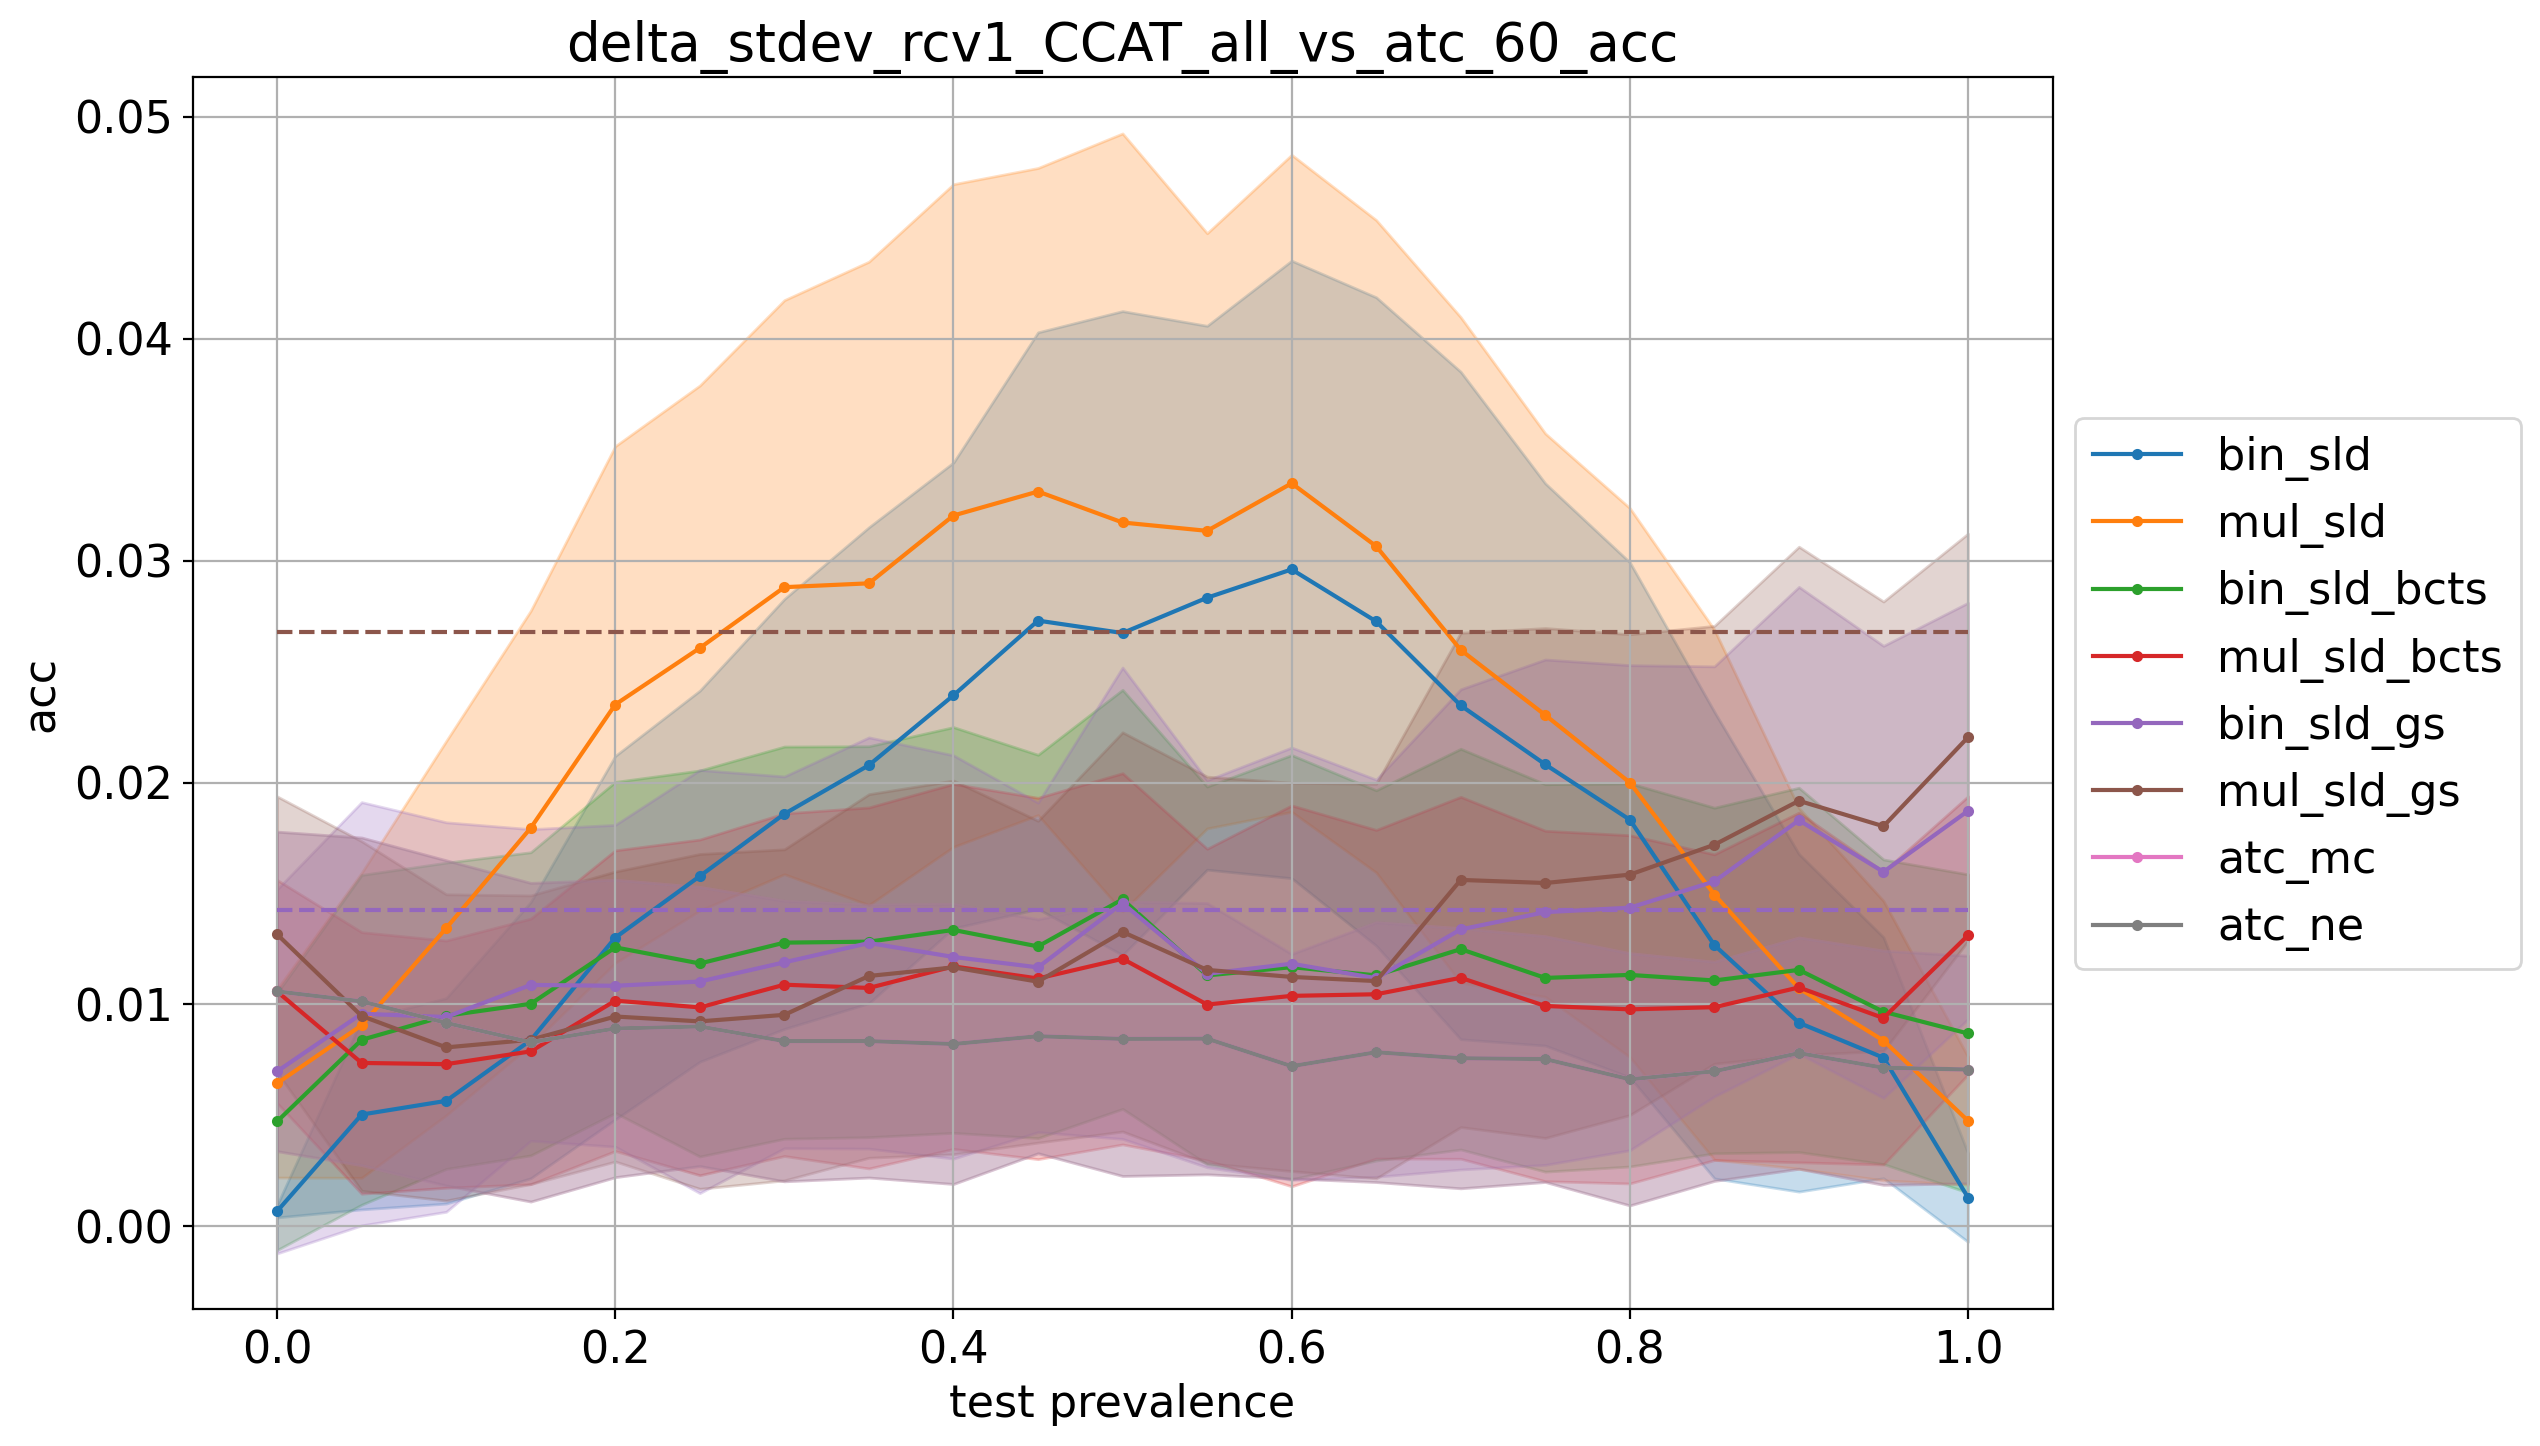 delta_stdev_rcv1_CCAT_all_vs_atc_60_acc
0.05
0.04
0.03
0.02
0.01
0.00
acc
0.0 0.2 0.4 0.6 0.8 1.0
test prevalence
bin_sld
mul_sld
bin_sld_bcts
mul_sld_bcts
bin_sld_gs
mul_sld_gs
atc_mc
atc_ne